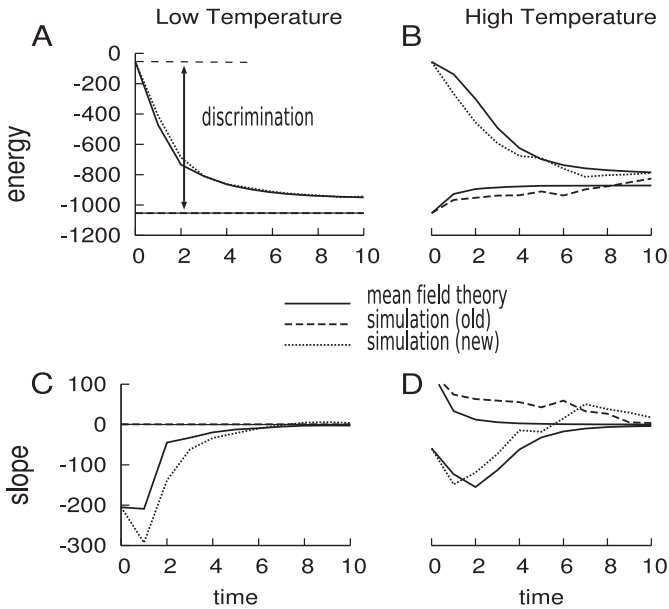 Low Temperature
High Temperature
A
B
0
-200
-400
-600
-800
-1000
-1200
energy
discrimination
0 2 4 6 8 10
0 2 4 6 8 10
mean field theory
simulation (old)
simulation (new)
C
D
100
0
-100
-200
-300
slope
0 2 4 6 8 10
0 2 4 6 8 10
time
time